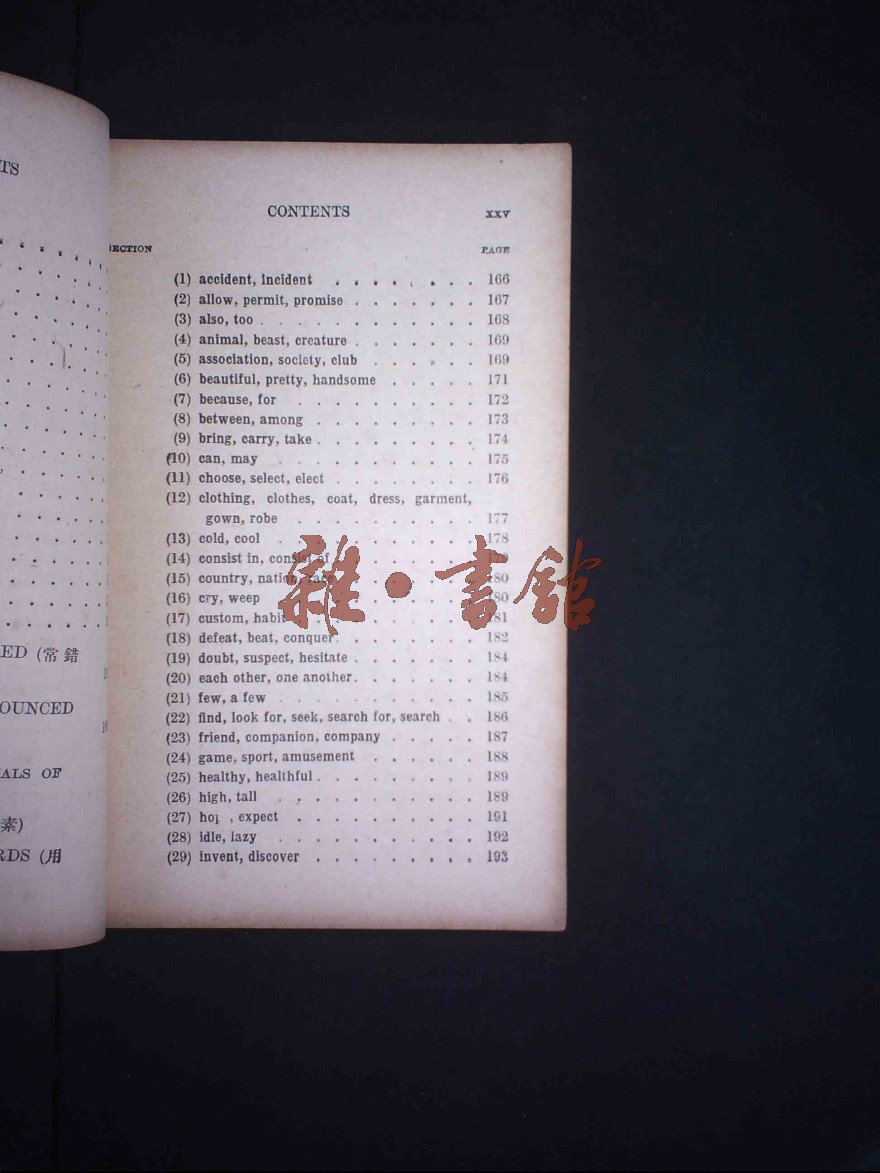 TS
ED (常錯
OUNCED
IALS OF
素)
RDS (用
CONTENTS xxv
SECTION PAGE
(1) accident, incident . . . . . . . . 166
(2) allow, permit, promise . . . . . . . 167
(3) also, too . . . . . . . . . . . . 168
(4) animal, beast, creature . . . . . . . 169
(5) association, society, club . . . . . . 169
(6) beautiful, pretty, handsome . . . . . 171
(7) because, for . . . . . . . . . . 172
(8) between, among . . . . . . . . . 173
(9) bring, carry, take . . . . . . . . . 174
(10) can, may . . . . . . . . . . . 175
(11) choose, select, elect . . . . . . . . 176
(12) clothing, clothes, coat, dress, garment,
gown, robe . . . . . . . . . . 177
(13) cold, cool . . . . . . . . . . . 178
(14) consist in, consist of . . . . . . . . 179
(15) country, nation, race . . . . . . . 180
(16) cry, weep . . . . . . . . . . . 180
(17) custom, habit . . . . . . . . . . 181
(18) defeat, beat, conquer . . . . . . . . 182
(19) doubt, suspect, hesitate . . . . . . . 184
(20) each other, one another . . . . . . . 184
(21) few, a few . . . . . . . . . . . 185
(22) find, look for, seek, search for, search . . 186
(23) friend, companion, company . . . . . 187
(24) game, sport, amusement . . . . . . 188
(25) healthy, healthful . . . . . . . . . 189
(26) high, tall . . . . . . . . . . . 189
(27) , expect . . . . . . . . . . 191
(28) idle, lazy . . . . . . . . . . . 192
(29) invent, discover . . . . . . . . . 193
雜·書館